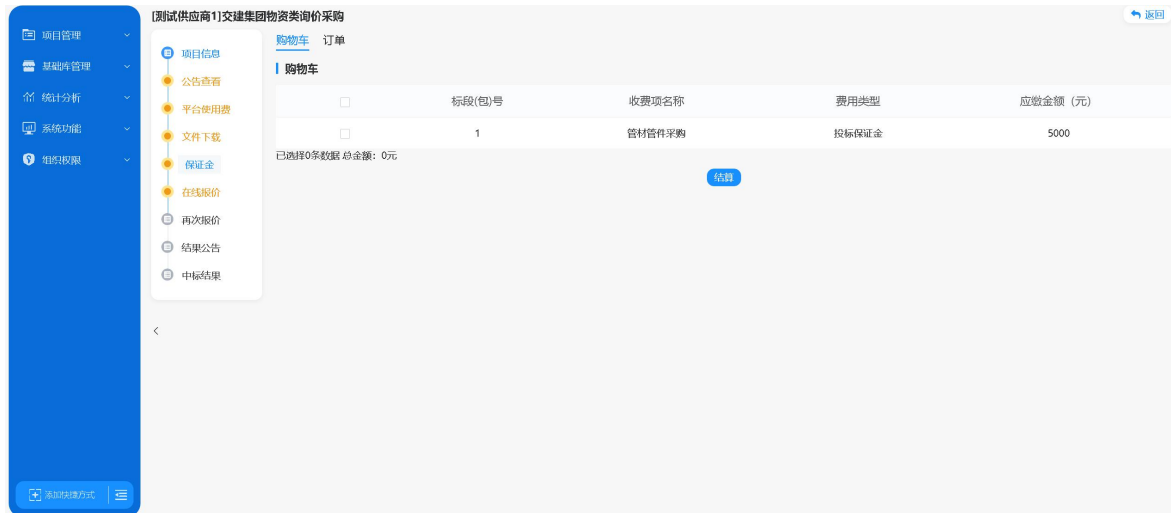 [测试供应商1]交建集团物资类询价采购
返回
项目管理
基础库管理
统计分析
系统功能
组织权限
添加快捷方式
项目信息
公告查看
平台使用费
文件下载
保证金
在线报价
再次报价
结果公告
中标结果
购物车 订单
购物车
标段(包)号 收费项名称 费用类型 应缴金额（元）
1 管材管件采购 投标保证金 5000
已选择0条数据 总金额：0元
结算